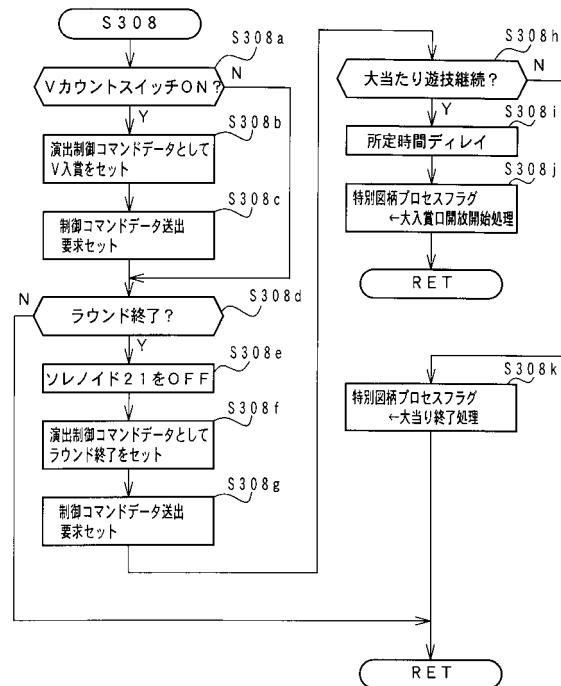 S308
S308a
VカウントスイッチON?
N
Y
S308b
演出制御コマンドデータとして
V入賞をセット
S308c
制御コマンドデータ送出
要求セット
S308d
N
ラウンド終了?
Y
S308e
ソレノイド21をOFF
S308f
演出制御コマンドデータとして
ラウンド終了をセット
S308g
制御コマンドデータ送出
要求セット
S308h
大当たり遊技継続?
N
Y
S308i
所定時間ディレイ
S308j
特別図柄プロセスフラグ
←大入賞口開放開始処理
RET
S308k
特別図柄プロセスフラグ
←大当り終了処理
RET